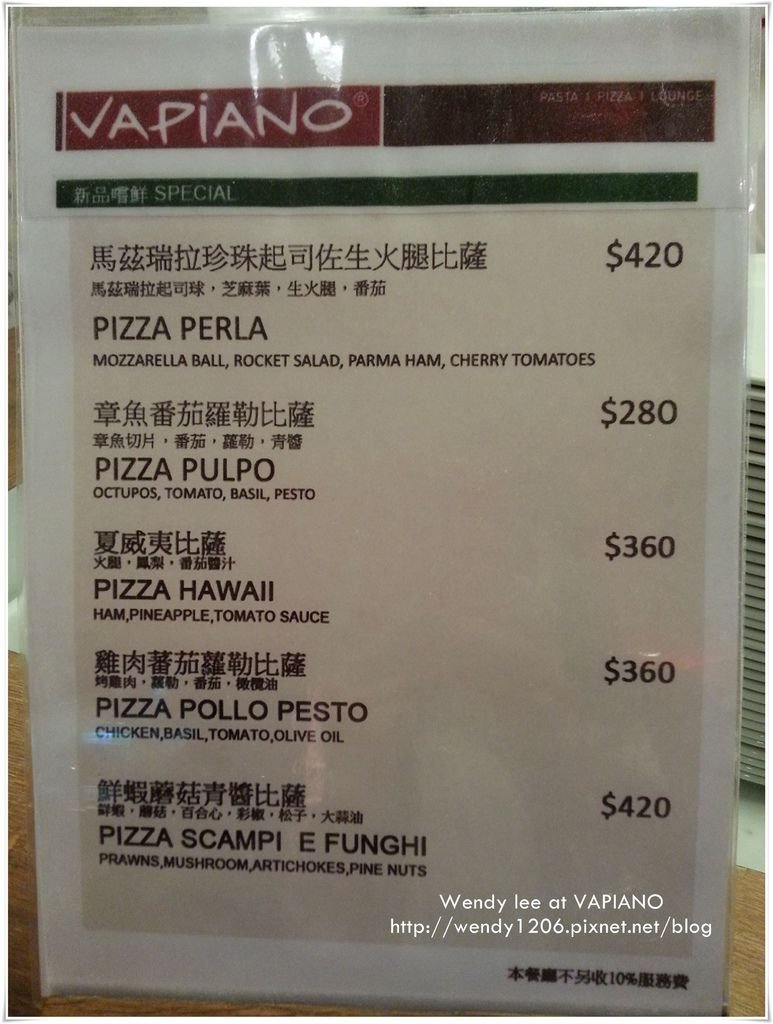 VAPIANO®
PASTA | PIZZA | LOUNGE
新品嚐鮮 SPECIAL
馬茲瑞拉珍珠起司佐生火腿比薩 $420
馬茲瑞拉起司球，芝麻葉，生火腿，番茄
PIZZA PERLA
MOZZARELLA BALL, ROCKET SALAD, PARMA HAM, CHERRY TOMATOES
章魚番茄羅勒比薩 $280
章魚切片，番茄，蘿勒，青醬
PIZZA PULPO
OCTUPOS, TOMATO, BASIL, PESTO
夏威夷比薩 $360
火腿，鳳梨，番茄醬汁
PIZZA HAWAII
HAM,PINEAPPLE,TOMATO SAUCE
雞肉蕃茄蘿勒比薩 $360
烤雞肉，蘿勒，番茄，橄欖油
PIZZA POLLO PESTO
CHICKEN,BASIL,TOMATO,OLIVE OIL
鮮蝦蘑菇青醬比薩 $420
鮮蝦，蘑菇，百合心，彩椒，松子，大蒜油
PIZZA SCAMPI E FUNGHI
PRAWNS,MUSHROOM,ARTICHOKES,PINE NUTS
Wendy lee at VAPIANO
http://wendy1206.pixnet.net/blog
本餐廳不另收10%服務費